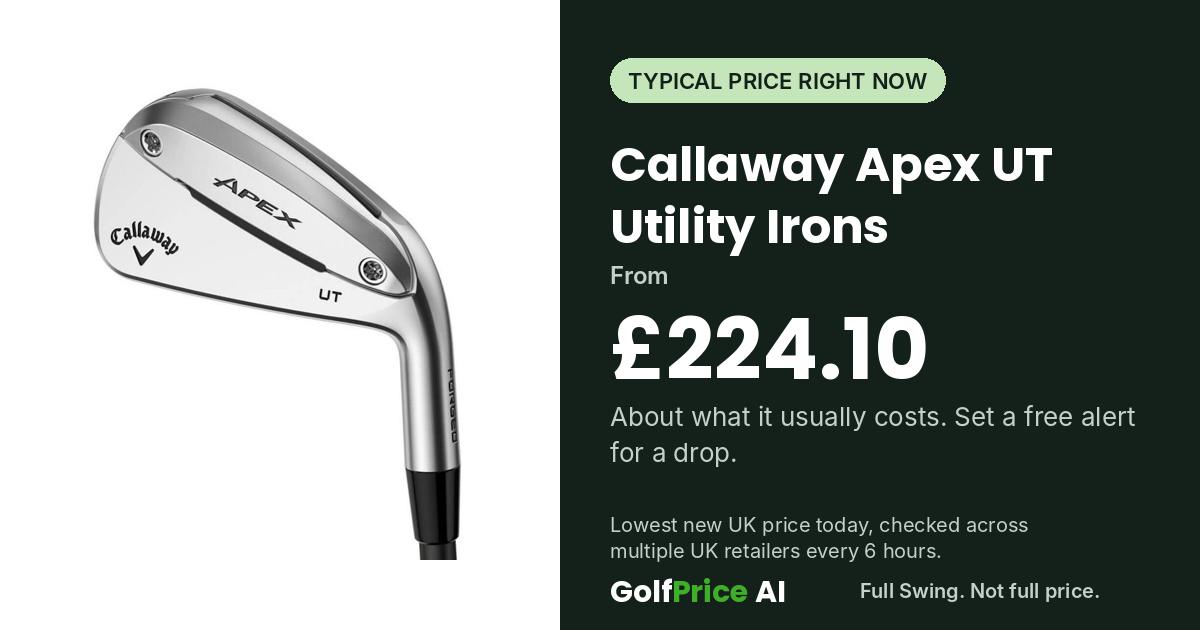 APEX
Callaway
UT
FORGED
TYPICAL PRICE RIGHT NOW
Callaway Apex UT
Utility Irons
From
£224.10
About what it usually costs. Set a free alert
for a drop.
Lowest new UK price today, checked across
multiple UK retailers every 6 hours.
GolfPrice AI
Full Swing. Not full price.